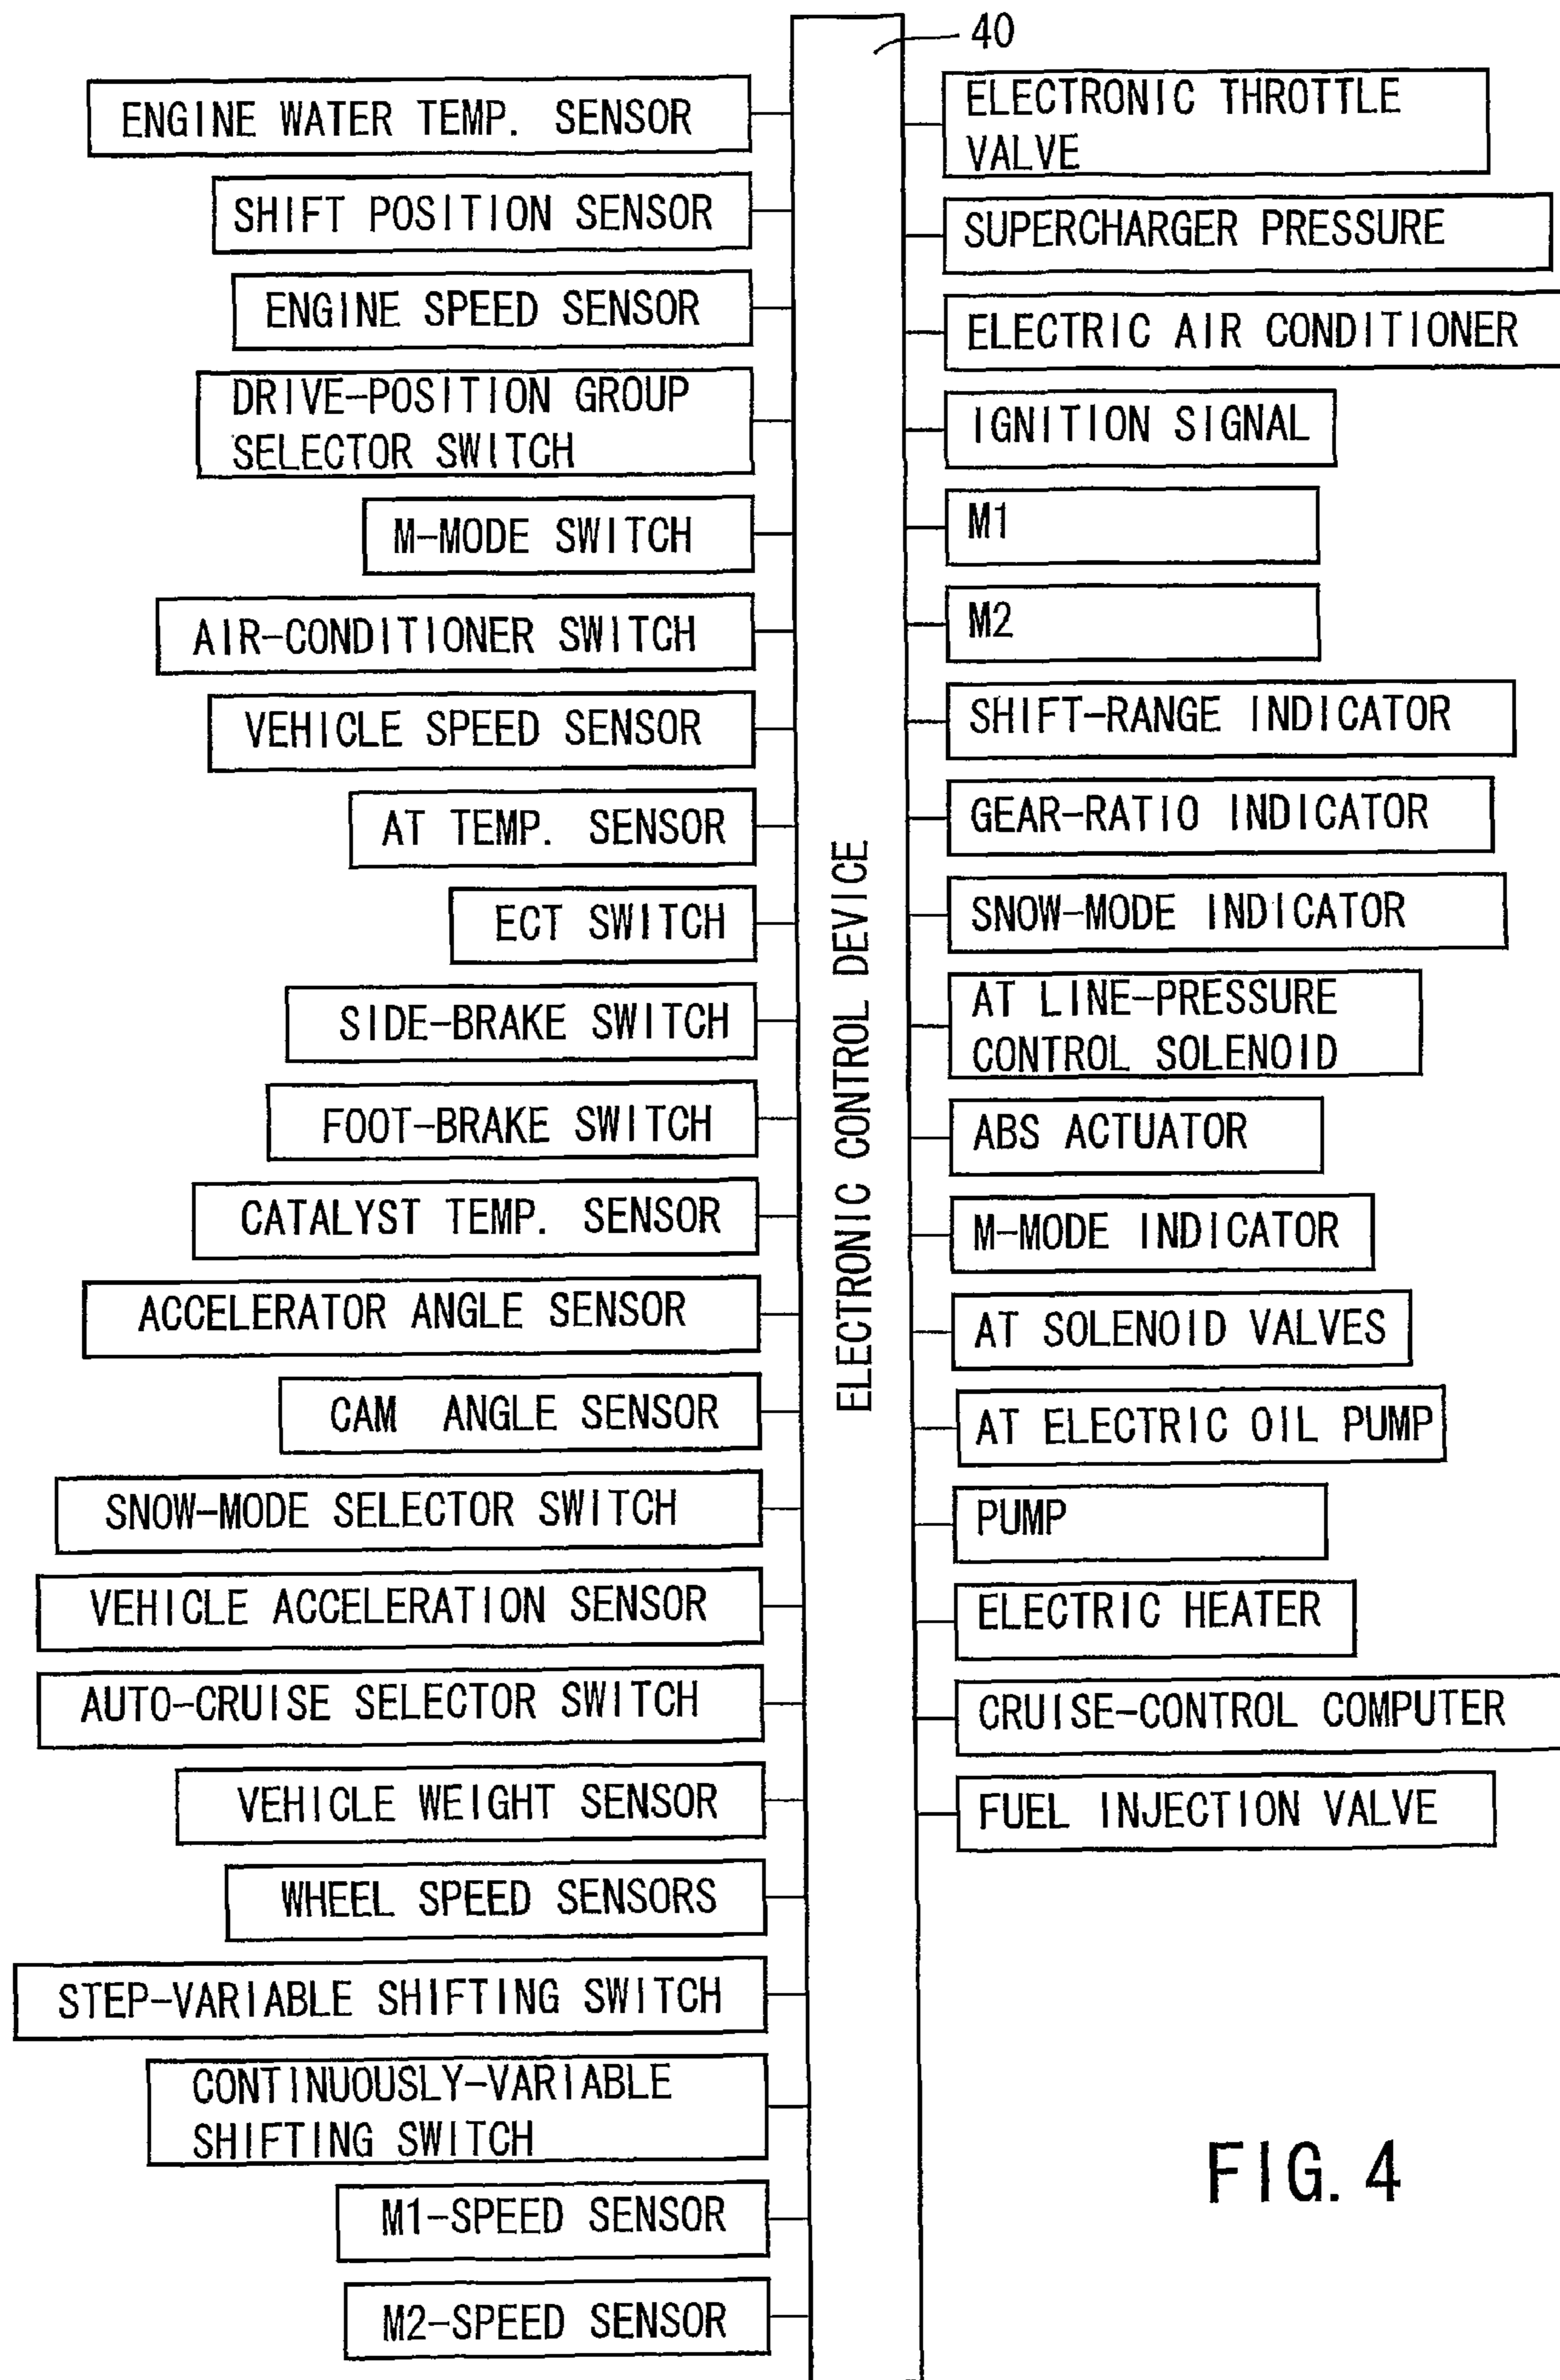 40
ENGINE WATER TEMP. SENSOR
SHIFT POSITION SENSOR
ENGINE SPEED SENSOR
DRIVE-POSITION GROUP
SELECTOR SWITCH
M-MODE SWITCH
AIR-CONDITIONER SWITCH
VEHICLE SPEED SENSOR
AT TEMP. SENSOR
ECT SWITCH
SIDE-BRAKE SWITCH
FOOT-BRAKE SWITCH
CATALYST TEMP. SENSOR
ACCELERATOR ANGLE SENSOR
CAM ANGLE SENSOR
SNOW-MODE SELECTOR SWITCH
VEHICLE ACCELERATION SENSOR
AUTO-CRUISE SELECTOR SWITCH
VEHICLE WEIGHT SENSOR
WHEEL SPEED SENSORS
STEP-VARIABLE SHIFTING SWITCH
CONTINUOUSLY-VARIABLE
SHIFTING SWITCH
M1-SPEED SENSOR
M2-SPEED SENSOR
ELECTRONIC CONTROL DEVICE
ELECTRONIC THROTTLE
VALVE
SUPERCHARGER PRESSURE
ELECTRIC AIR CONDITIONER
IGNITION SIGNAL
M1
M2
SHIFT-RANGE INDICATOR
GEAR-RATIO INDICATOR
SNOW-MODE INDICATOR
AT LINE-PRESSURE
CONTROL SOLENOID
ABS ACTUATOR
M-MODE INDICATOR
AT SOLENOID VALVES
AT ELECTRIC OIL PUMP
PUMP
ELECTRIC HEATER
CRUISE-CONTROL COMPUTER
FUEL INJECTION VALVE
FIG. 4